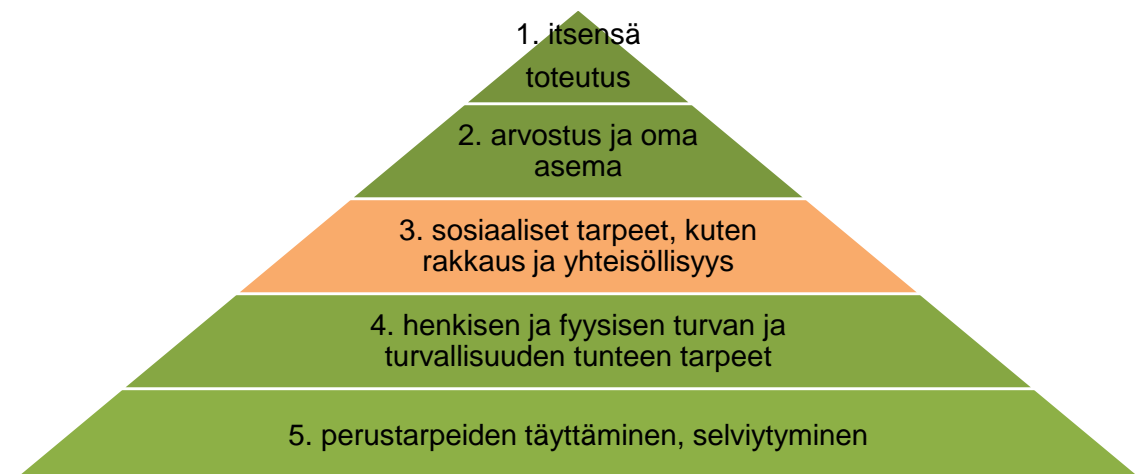 1. itsensä
toteutus
2. arvostus ja oma
asema
3. sosiaaliset tarpeet, kuten
rakkaus ja yhteisöllisyys
4. henkisen ja fyysisen turvan ja
turvallisuuden tunteen tarpeet
5. perustarpeiden täyttäminen, selviytyminen